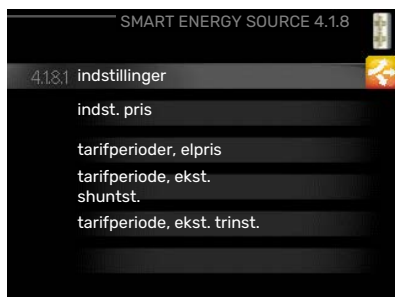 SMART ENERGY SOURCE 4.1.8
4.1.8.1 indstillinger
indst. pris
tarifperioder, elpris
tarifperiode, ekst.
shuntst.
tarifperiode, ekst. trinst.